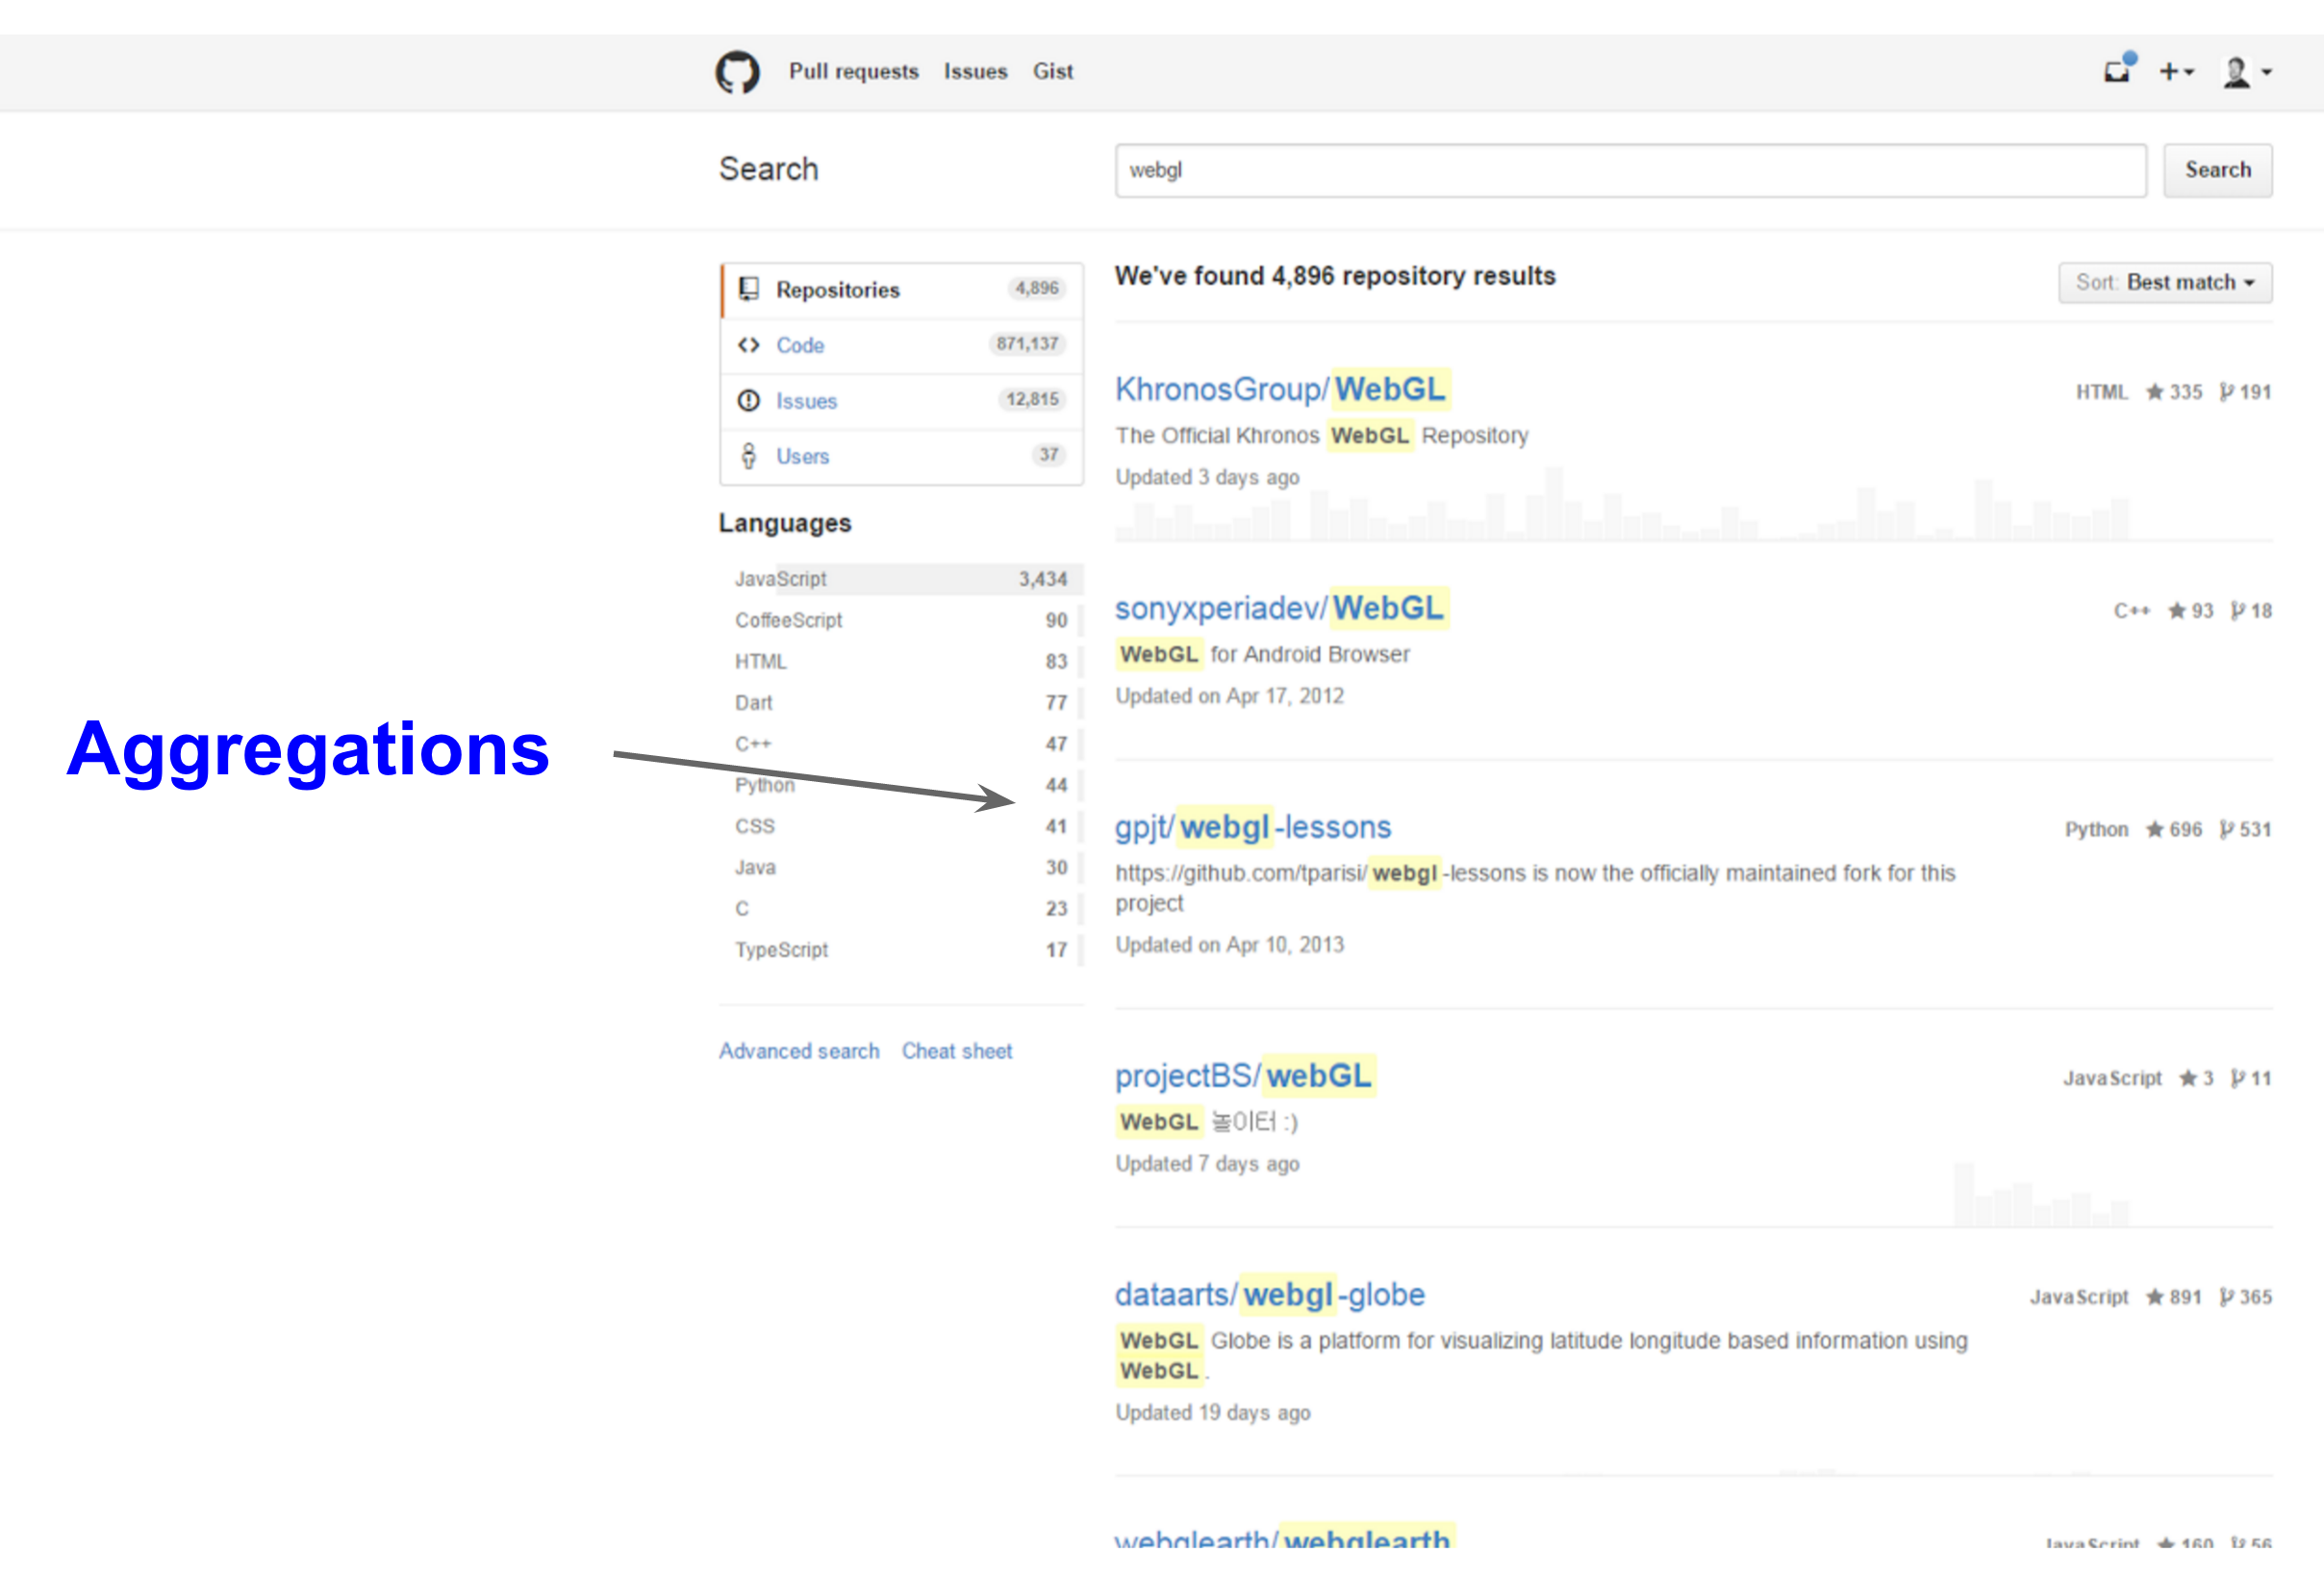 Pull requests Issues Gist
Search webgl Search
Repositories 4,896
Code 871,137
Issues 12,815
Users 37
Languages
JavaScript 3,434
CoffeeScript 90
HTML 83
Dart 77
C++ 47
Python 44
CSS 41
Java 30
C 23
TypeScript 17
Advanced search Cheat sheet
Aggregations
We've found 4,896 repository results
Sort: Best match
KhronosGroup/WebGL
HTML 335 191
The Official Khronos WebGL Repository
Updated 3 days ago
sonyxperiadev/WebGL
C++ 93 18
WebGL for Android Browser
Updated on Apr 17, 2012
gpjt/webgl-lessons
Python 696 531
https://github.com/tparisi/webgl-lessons is now the officially maintained fork for this
project
Updated on Apr 10, 2013
projectBS/webGL
JavaScript 3 11
WebGL 놀이터 :)
Updated 7 days ago
dataarts/webgl-globe
JavaScript 891 365
WebGL Globe is a platform for visualizing latitude longitude based information using
WebGL.
Updated 19 days ago
webglearth/webglearth
JavaScript 160 56